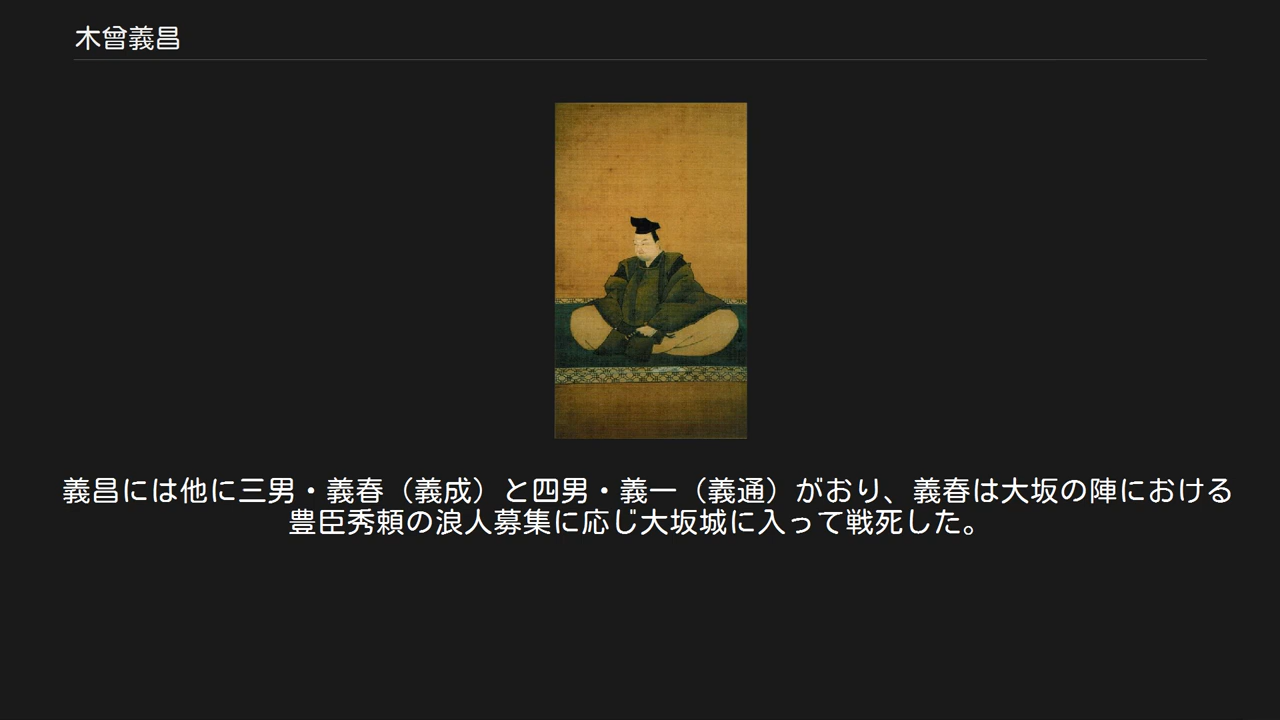 木曾義昌
義昌には他に三男・義春（義成）と四男・義一（義通）がおり、義春は大坂の陣における
豊臣秀頼の浪人募集に応じ大坂城に入って戦死した。